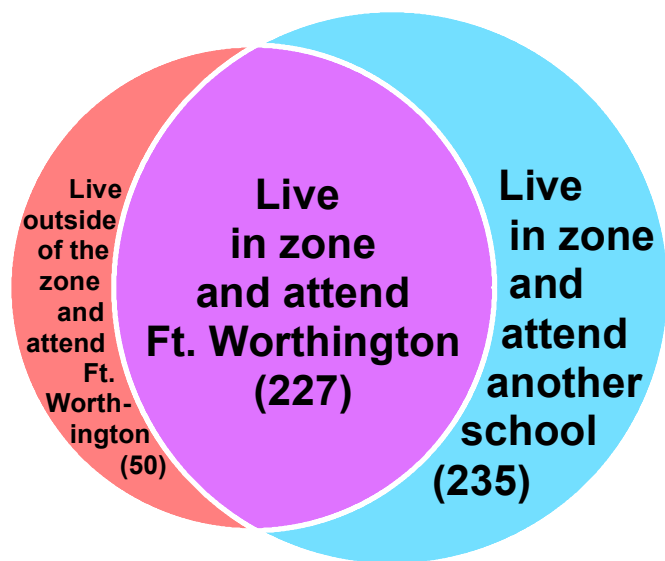 Live
outside
of the
zone
and
attend
Ft.
Worth-
ington
(50)
Live
in zone
and attend
Ft. Worthington
(227)
Live
in zone
and
attend
another
school
(235)